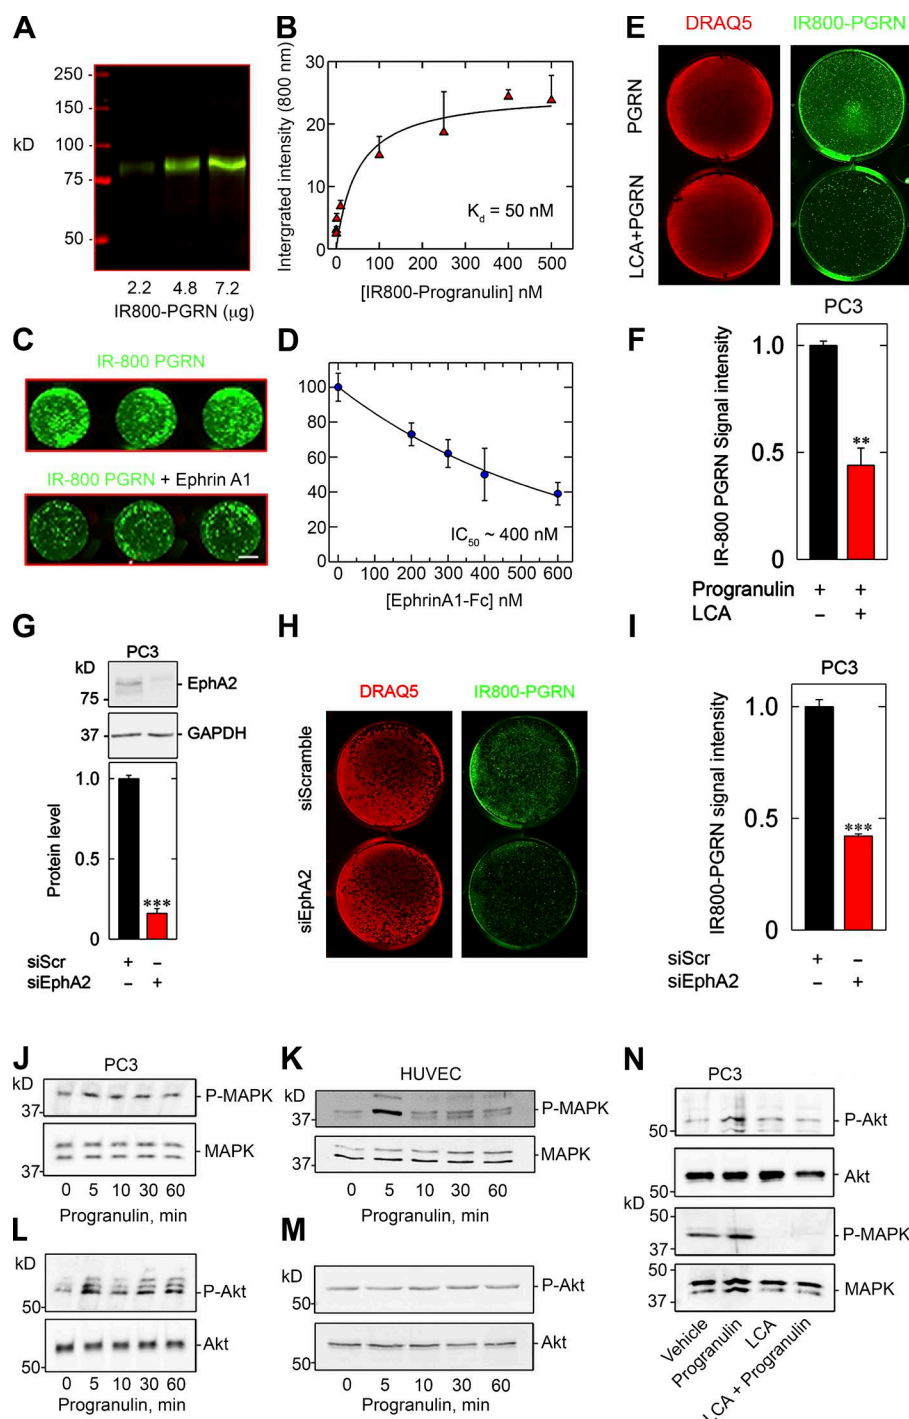 A
250 -
150 -
kD
100 -
75 -
50 -
2.2 4.8 7.2
IR800-PGRN (μg)
B
Intergrated intensity (800 nm)
30
20
10
0
K_d = 50 nM
0 100 200 300 400 500
[IR800-Progranulin] nM
C
IR-800 PGRN
IR-800 PGRN + Ephrin A1
D
100
80
60
40
20
0
IC_50 ~ 400 nM
0 100 200 300 400 500 600
[EphrinA1-Fc] nM
E
DRAQ5 IR800-PGRN
PGRN
LCA+PGRN
F
PC3
IR-800 PGRN Signal intensity
1.0
0.5
0
**
Progranulin + +
LCA – +
G
PC3
kD
75
EphA2
37
GAPDH
Protein level
1.0
0.5
0
***
siScr + –
siEphA2 – +
H
DRAQ5 IR800-PGRN
siScramble
siEphA2
I
PC3
IR800-PGRN signal intensity
1.0
0.5
0
***
siScr + –
siEphA2 – +
J
PC3
kD
37
P-MAPK
37
MAPK
0 5 10 30 60
Progranulin, min
K
HUVEC
kD
37
P-MAPK
37
MAPK
0 5 10 30 60
Progranulin, min
L
kD
50
P-Akt
50
Akt
0 5 10 30 60
Progranulin, min
M
kD
50
P-Akt
50
Akt
0 5 10 30 60
Progranulin, min
N
PC3
50
P-Akt
50
Akt
kD
50
37
P-MAPK
50
37
MAPK
Vehicle
Progranulin
LCA
LCA + Progranulin